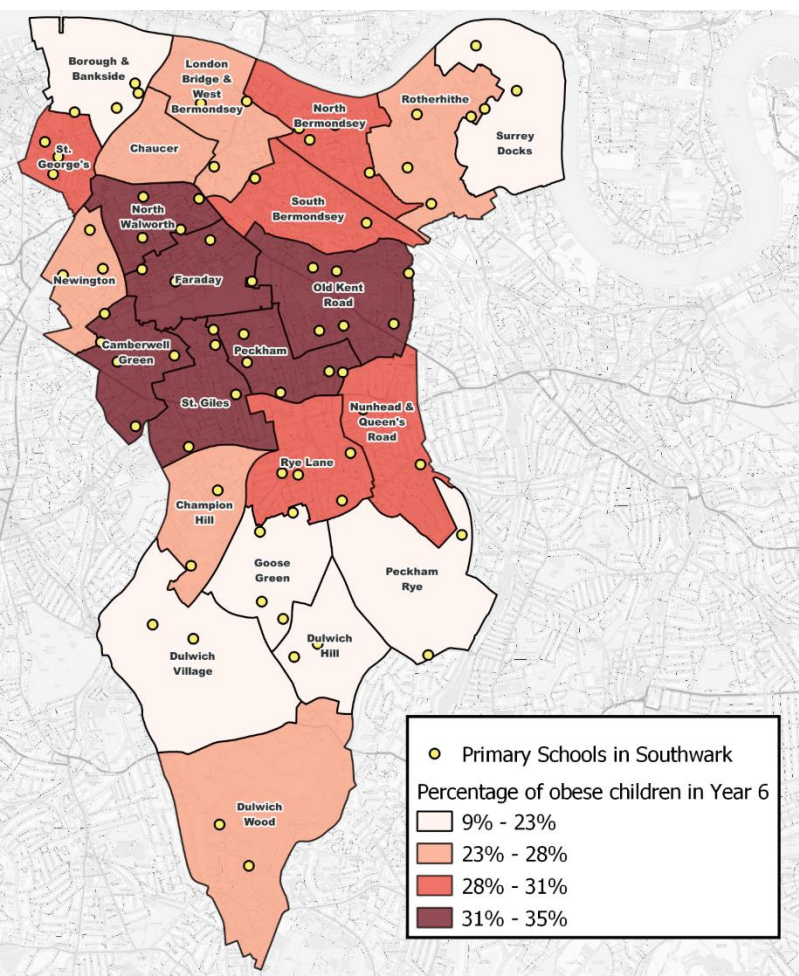 Borough &
Bankside
London
Bridge &
West
Bermondsey
North
Bermondsey
Rotherhithe
Surrey
Docks
St.
George's
Chaucer
South
Bermondsey
North
Walworth
Newington
Faraday
Old Kent
Road
Camberwell
Green
Peckham
St. Giles
Nunhead &
Queen's
Road
Rye Lane
Champion
Hill
Goose
Green
Peckham
Rye
Dulwich
Village
Dulwich
Hill
Dulwich
Wood
Primary Schools in Southwark
Percentage of obese children in Year 6
9% - 23%
23% - 28%
28% - 31%
31% - 35%